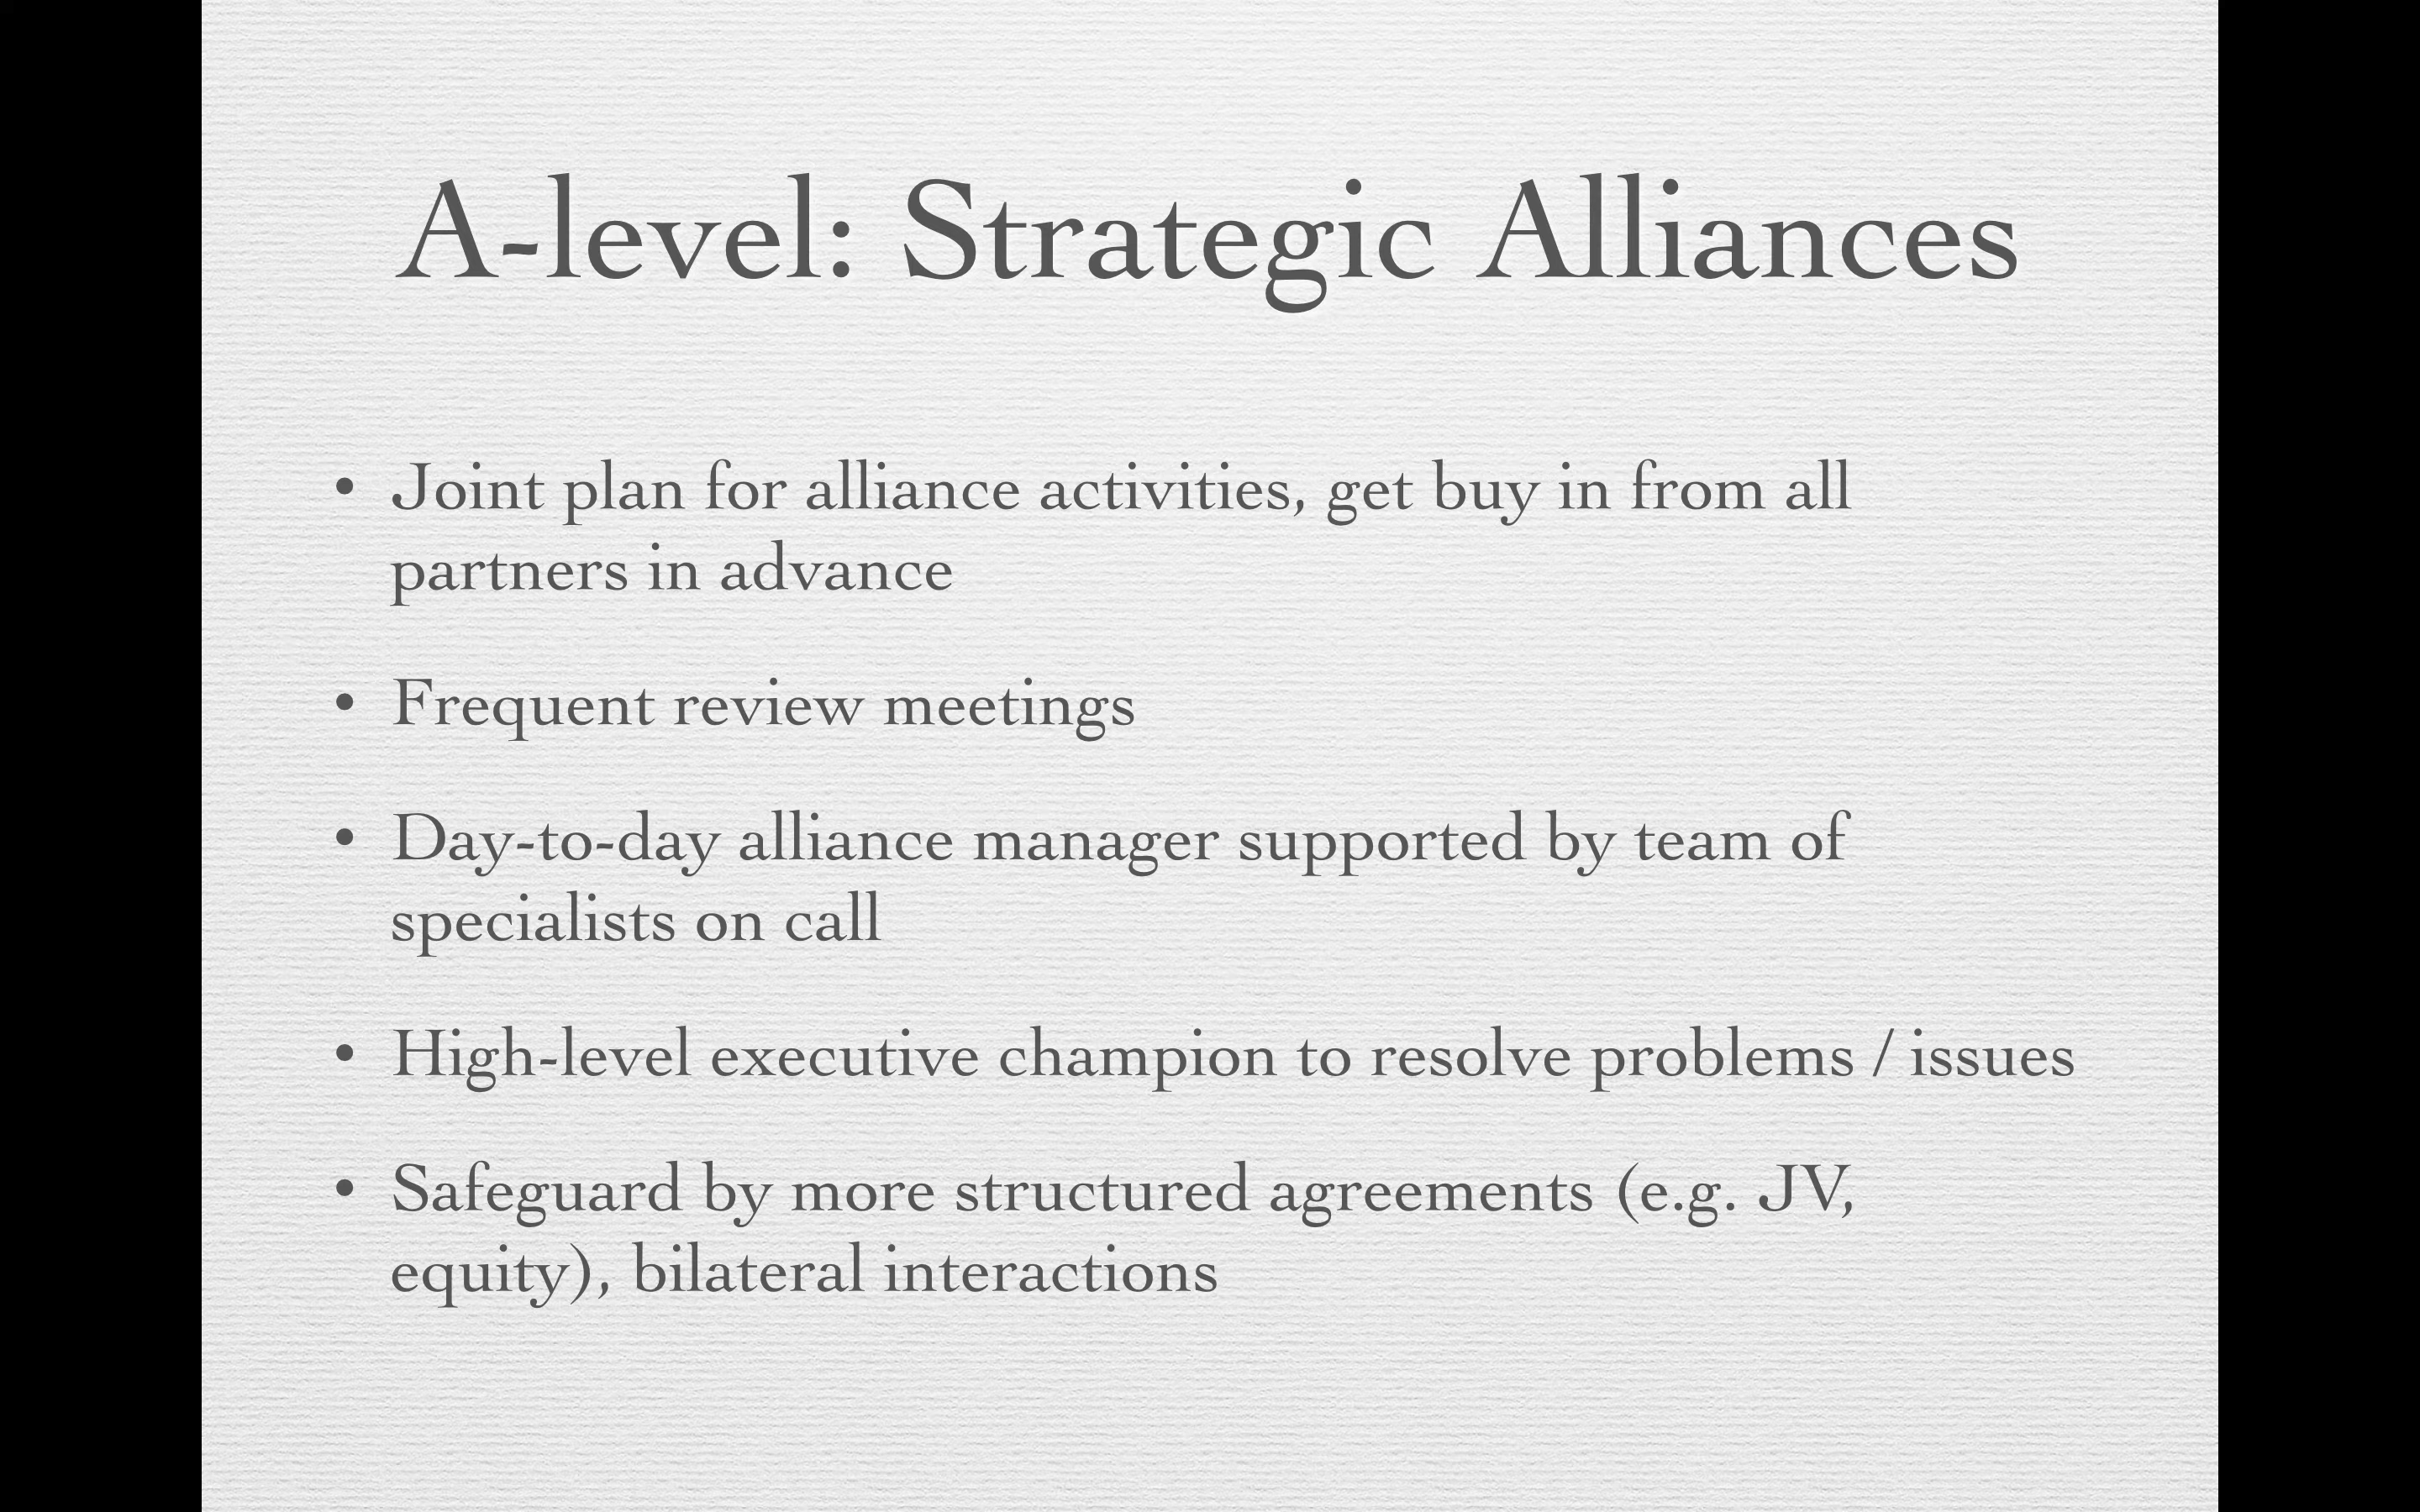 A-level: Strategic Alliances
• Joint plan for alliance activities, get buy in from all
partners in advance
• Frequent review meetings
• Day-to-day alliance manager supported by team of
specialists on call
• High-level executive champion to resolve problems / issues
• Safeguard by more structured agreements (e.g. JV,
equity), bilateral interactions